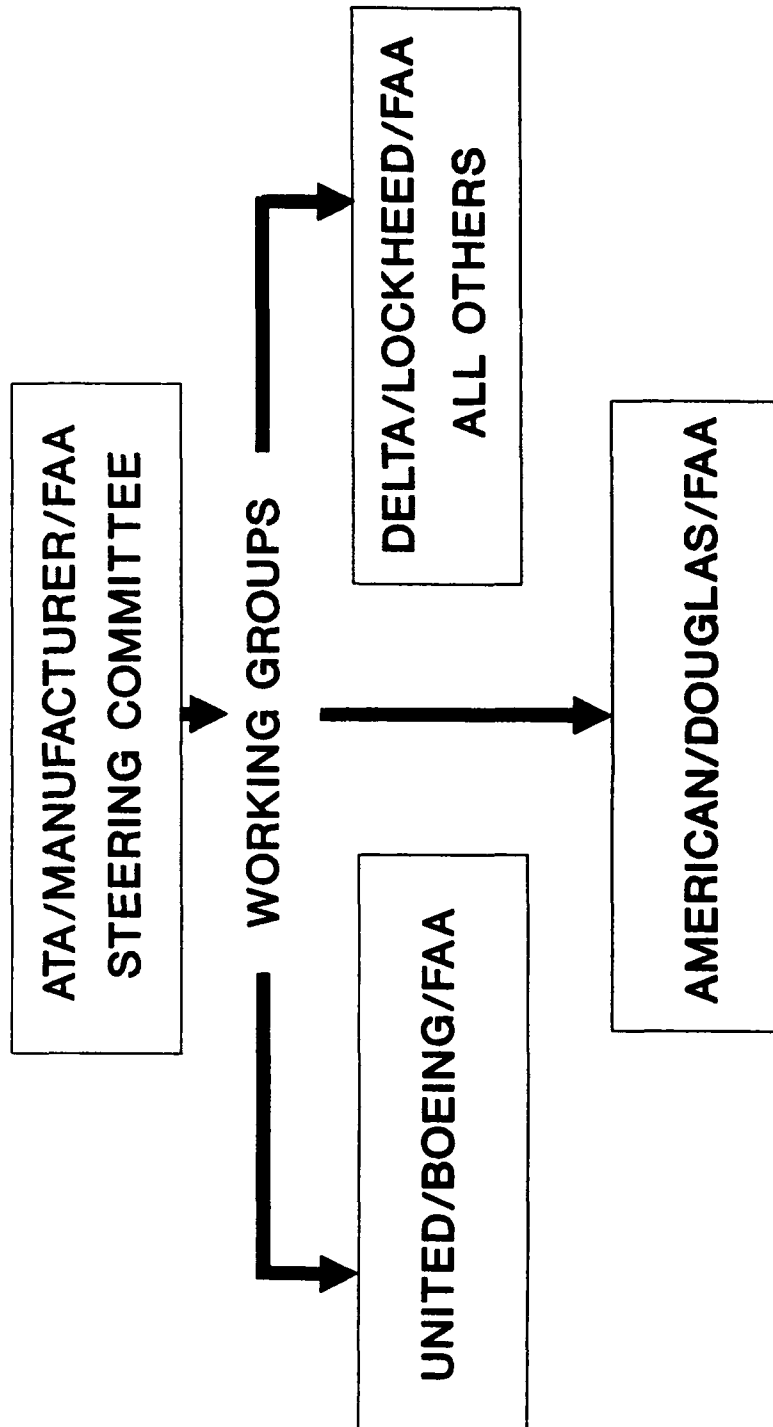 ATA/MANUFACTURER/FAA
STEERING COMMITTEE
WORKING GROUPS
UNITED/BOEING/FAA
DELTA/LOCKHEED/FAA
ALL OTHERS
AMERICAN/DOUGLAS/FAA